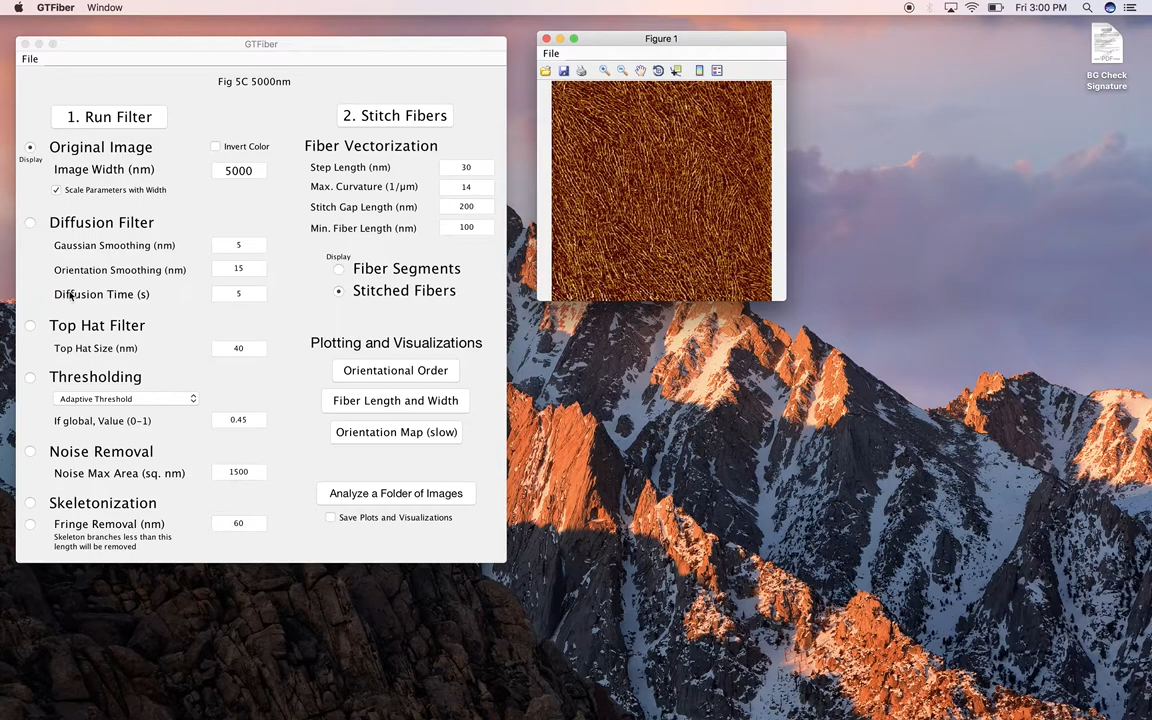 GTFiber Window
Fri 3:00 PM
GTFiber
File
Fig 5C 5000nm
1. Run Filter
Display
Original Image
Invert Color
Image Width (nm) 5000
Scale Parameters with Width
Diffusion Filter
Gaussian Smoothing (nm) 5
Orientation Smoothing (nm) 15
Diffusion Time (s) 5
Top Hat Filter
Top Hat Size (nm) 40
Thresholding
Adaptive Threshold
If global, Value (0-1) 0.45
Noise Removal
Noise Max Area (sq. nm) 1500
Skeletonization
Fringe Removal (nm) 60
Skeleton branches less than this
length will be removed
2. Stitch Fibers
Fiber Vectorization
Step Length (nm) 30
Max. Curvature (1/μm) 14
Stitch Gap Length (nm) 200
Min. Fiber Length (nm) 100
Display
Fiber Segments
Stitched Fibers
Plotting and Visualizations
Orientational Order
Fiber Length and Width
Orientation Map (slow)
Analyze a Folder of Images
Save Plots and Visualizations
Figure 1
File
PDF
BG Check
Signature